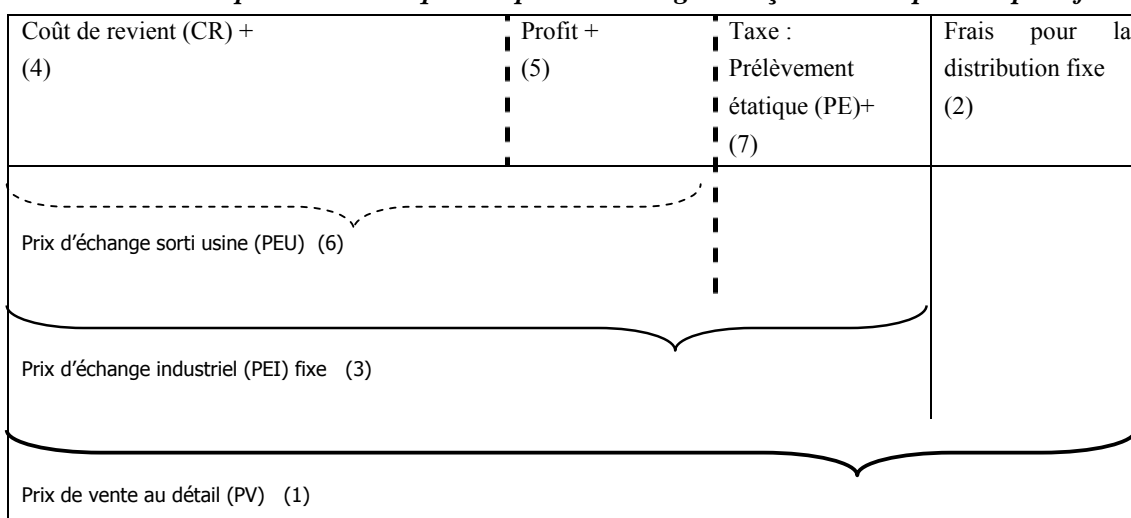 Coût de revient (CR) +
(4)
Profit +
(5)
Taxe :
Prélèvement
étatique (PE)+
(7)
Frais pour la
distribution fixe
(2)
Prix d'échange sorti usine (PEU) (6)
Prix d'échange industriel (PEI) fixe (3)
Prix de vente au détail (PV) (1)